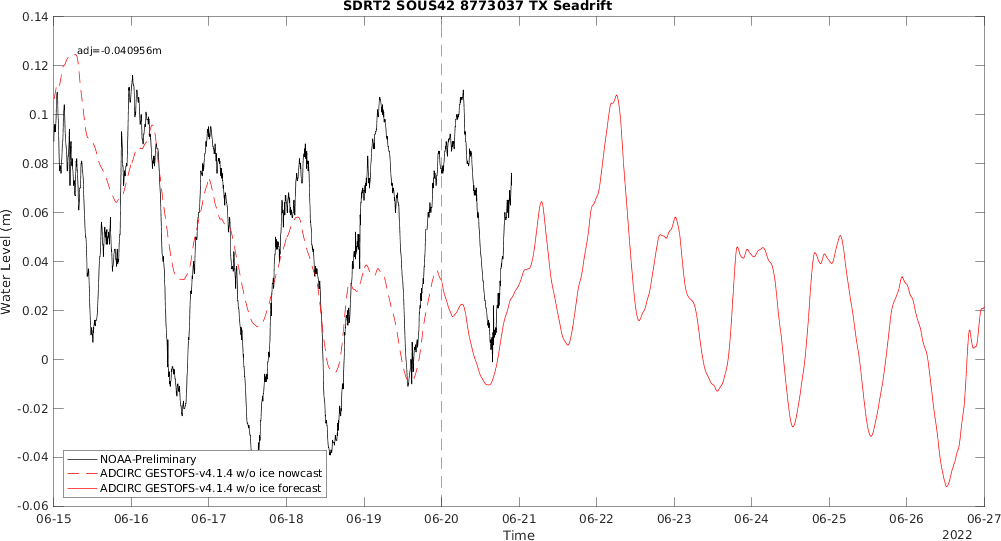 SDRT2 SOUS42 8773037 TX Seadrift
adj=-0.040956m
Water Level (m)
0.14
0.12
0.1
0.08
0.06
0.04
0.02
0
-0.02
-0.04
-0.06
NOAA-Preliminary
ADCIRC GESTOFS-v4.1.4 w/o ice nowcast
ADCIRC GESTOFS-v4.1.4 w/o ice forecast
06-15 06-16 06-17 06-18 06-19 06-20 06-21 06-22 06-23 06-24 06-25 06-26 06-27
Time
2022